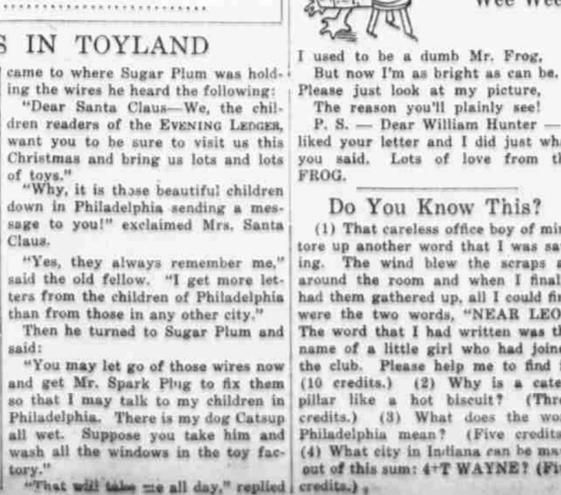 S IN TOYLAND
came to where Sugar Plum was hold-
ing the wires he heard the following:
"Dear Santa Claus—We, the chil-
dren readers of the EVENING LEDGER,
want you to be sure to visit us this
Christmas and bring us lots and lots
of toys."
"Why, it is those beautiful children
down in Philadelphia sending a mes-
sage to you!" exclaimed Mrs. Santa
Claus.
"Yes, they always remember me,"
said the old fellow. "I get more let-
ters from the children of Philadelphia
than from those in any other city."
Then he turned to Sugar Plum and
said:
"You may let go of those wires now
and get Mr. Spark Plug to fix them
so that I may talk to my children in
Philadelphia. There is my dog Catsup
all wet. Suppose you take him and
wash all the windows in the toy fac-
tory."
"That will take me all day," replied
Wee Wee
I used to be a dumb Mr. Frog,
But now I'm as bright as can be.
Please just look at my picture,
The reason you'll plainly see!
P. S. — Dear William Hunter —
liked your letter and I did just wh
you said. Lots of love from th
FROG.
Do You Know This?
(1) That careless office boy of mi
tore up another word that I was sa
ing. The wind blew the scraps a
around the room and when I final
had them gathered up, all I could fi
were the two words, "NEAR LEO
The word that I had written was th
name of a little girl who had join
the club. Please help me to find i
(10 credits.) (2) Why is a cate
pillar like a hot biscuit? (Thr
credits.) (3) What does the wo
Philadelphia mean? (Five credits
(4) What city in Indiana can be ma
out of this sum: 4+T WAYNE? (Fi
credits.)